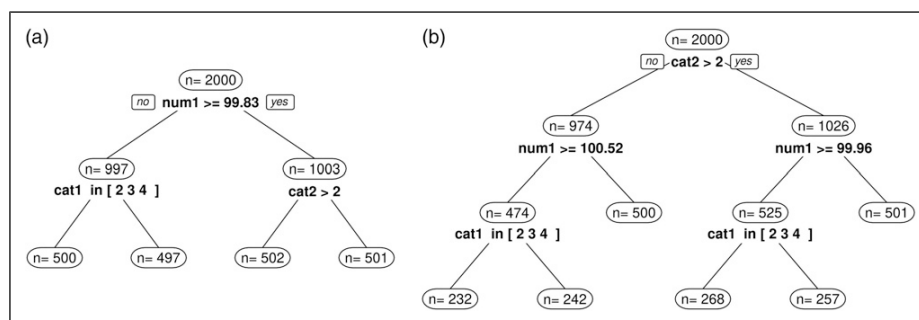 (a)
n= 2000
no num1 >= 99.83 yes
n= 997 n= 1003
cat1 in [ 2 3 4 ] cat2 > 2
n= 500 n= 497 n= 502 n= 501
(b)
n= 2000
no cat2 > 2 yes
n= 974 n= 1026
num1 >= 100.52 num1 >= 99.96
n= 474 n= 500 n= 525 n= 501
cat1 in [ 2 3 4 ] cat1 in [ 2 3 4 ]
n= 232 n= 242 n= 268 n= 257